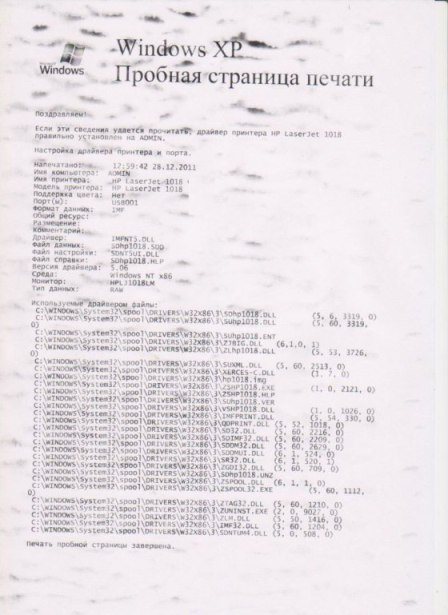 Windows XP
Windows
Пробная страница печати
Поздравляем!
Если эти сведения удается прочитать, драйвер принтера HP LaserJet 1018
правильно установлен на ADMIN.
Настройка драйвера принтера и порта.
Напечатано: 12:59:42 28.12.2011
Имя компьютера: ADMIN
Имя принтера: HP LaserJet 1018
Модель принтера: HP LaserJet 1018
Поддержка цвета: Нет
Порт(ы): USB001
Формат данных: IMF
Общий ресурс:
Размещение:
Комментарий:
Драйвер: IMFNT5.DLL
Файл данных: SDhp1018.SDD
Файл настройки: SDNT5UI.DLL
Файл справки: SDhp1018.HLP
Версия драйвера: 5.06
Среда: Windows NT x86
Монитор: HPLJ1018LM
Тип данных: RAW
Используемые драйвером файлы:
C:\WINDOWS\System32\spool\DRIVERS\W32X86\3\SDhp1018.DLL (5, 6, 3319, 0)
C:\WINDOWS\System32\spool\DRIVERS\W32X86\3\SUhp1018.DLL (5, 60, 3319,
0)
C:\WINDOWS\System32\spool\DRIVERS\W32X86\3\SUhp1018.ENT
C:\WINDOWS\System32\spool\DRIVERS\W32X86\3\ZJBIG.DLL (6,1.0, 1)
C:\WINDOWS\System32\spool\DRIVERS\W32X86\3\ZLhp1018.DLL (5, 53, 3726,
0)
C:\WINDOWS\System32\spool\DRIVERS\W32X86\3\SUXML.DLL (5, 60, 2513, 0)
C:\WINDOWS\System32\spool\DRIVERS\W32X86\3\XERCES-C.DLL (1, 7, 0)
C:\WINDOWS\System32\spool\DRIVERS\W32X86\3\hp1018.img
C:\WINDOWS\System32\spool\DRIVERS\W32X86\3\ZSHP1018.EXE (1, 0, 2121, 0)
C:\WINDOWS\System32\spool\DRIVERS\W32X86\3\ZSHP1018.HLP
C:\WINDOWS\System32\spool\DRIVERS\W32X86\3\SUhp1018.VER
C:\WINDOWS\System32\spool\DRIVERS\W32X86\3\VSHP1018.DLL (1, 0, 1026, 0)
C:\WINDOWS\System32\spool\DRIVERS\W32X86\3\IMFPRINT.DLL (5, 54, 330, 0)
C:\WINDOWS\System32\spool\DRIVERS\W32X86\3\QDPRINT.DLL (5, 52, 1018, 0)
C:\WINDOWS\System32\spool\DRIVERS\W32X86\3\SD32.DLL (5, 60, 2216, 0)
C:\WINDOWS\System32\spool\DRIVERS\W32X86\3\SDIMF32.DLL (5, 60, 2209, 0)
C:\WINDOWS\System32\spool\DRIVERS\W32X86\3\SDDM32.DLL (5, 60, 2679, 0)
C:\WINDOWS\System32\spool\DRIVERS\W32X86\3\SDDMUI.DLL (6, 1, 524, 0)
C:\WINDOWS\System32\spool\DRIVERS\W32X86\3\SR32.DLL (6, 1, 520, 1)
C:\WINDOWS\System32\spool\DRIVERS\W32X86\3\ZGDI32.DLL (5, 60, 709, 0)
C:\WINDOWS\System32\spool\DRIVERS\W32X86\3\SDhp1018.UNZ
C:\WINDOWS\System32\spool\DRIVERS\W32X86\3\ZSPOOL.DLL (6, 1, 1, 0)
C:\WINDOWS\System32\spool\DRIVERS\W32X86\3\ZSPOOL32.EXE (5, 60, 1112,
0)
C:\WINDOWS\System32\spool\DRIVERS\W32X86\3\ZTAG32.DLL (5, 60, 1210, 0)
C:\WINDOWS\System32\spool\DRIVERS\W32X86\3\ZUNINST.EXE (2, 0, 9027, 0)
C:\WINDOWS\System32\spool\DRIVERS\W32X86\3\ZLM.DLL (5, 50, 1416, 0)
C:\WINDOWS\System32\spool\DRIVERS\W32X86\3\IMF32.DLL (5, 60, 1204, 0)
C:\WINDOWS\System32\spool\DRIVERS\W32X86\3\SDNTUM4.DLL (5, 0, 508, 0)
Печать пробной страницы завершена.